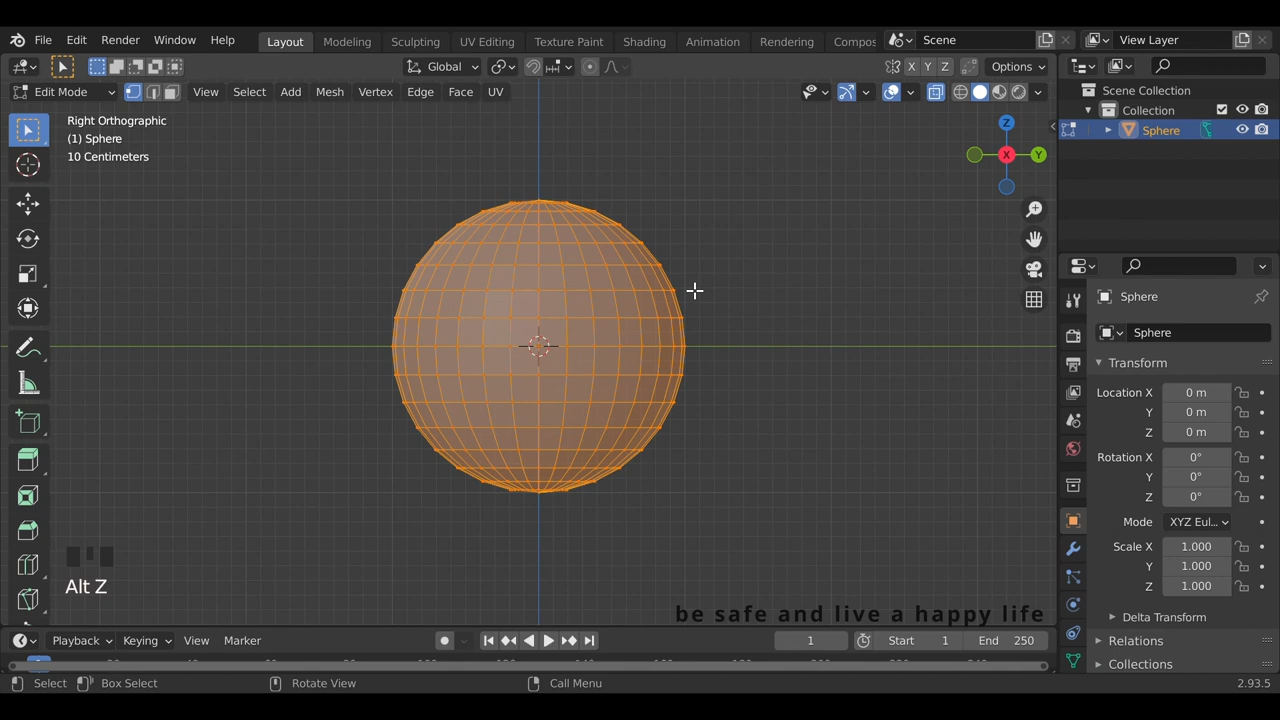 File Edit Render Window Help Layout Modeling Sculpting UV Editing Texture Paint Shading Animation Rendering Compos Scene View Layer
Global X Y Z Options
Edit Mode View Select Add Mesh Vertex Edge Face UV
Scene Collection
Collection
Sphere
Right Orthographic
(1) Sphere
10 Centimeters
Z
X
Y
Sphere
Sphere
Transform
Location X 0 m
Y 0 m
Z 0 m
Rotation X 0°
Y 0°
Z 0°
Mode XYZ Eul...
Scale X 1.000
Y 1.000
Z 1.000
Delta Transform
Relations
Collections
Alt Z
be safe and live a happy life
Playback Keying View Marker 1 Start 1 End 250
Select Box Select Rotate View Call Menu 2.93.5